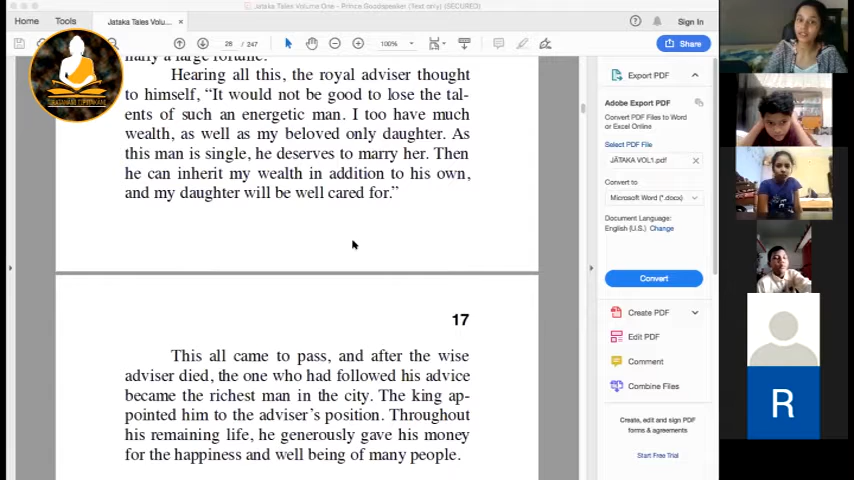 Jataka Tales Volume One - Prince Goodspeaker (Text only) (SECURED)
Home Tools Jataka Tales Volu... × Sign In
28 / 247 100% Share
many a large fortune.
Hearing all this, the royal adviser thought
to himself, “It would not be good to lose the tal-
ents of such an energetic man. I too have much
wealth, as well as my beloved only daughter. As
this man is single, he deserves to marry her. Then
he can inherit my wealth in addition to his own,
and my daughter will be well cared for.”
17
This all came to pass, and after the wise
adviser died, the one who had followed his advice
became the richest man in the city. The king ap-
pointed him to the adviser’s position. Throughout
his remaining life, he generously gave his money
for the happiness and well being of many people.
Export PDF
Adobe Export PDF
Convert PDF Files to Word
or Excel Online
Select PDF File
JĀTAKA VOL1.pdf ×
Convert to
Microsoft Word (*.docx)
Document Language:
English (U.S.) Change
Convert
Create PDF
Edit PDF
Comment
Combine Files
Create, edit and sign PDF
forms & agreements
Start Free Trial
R